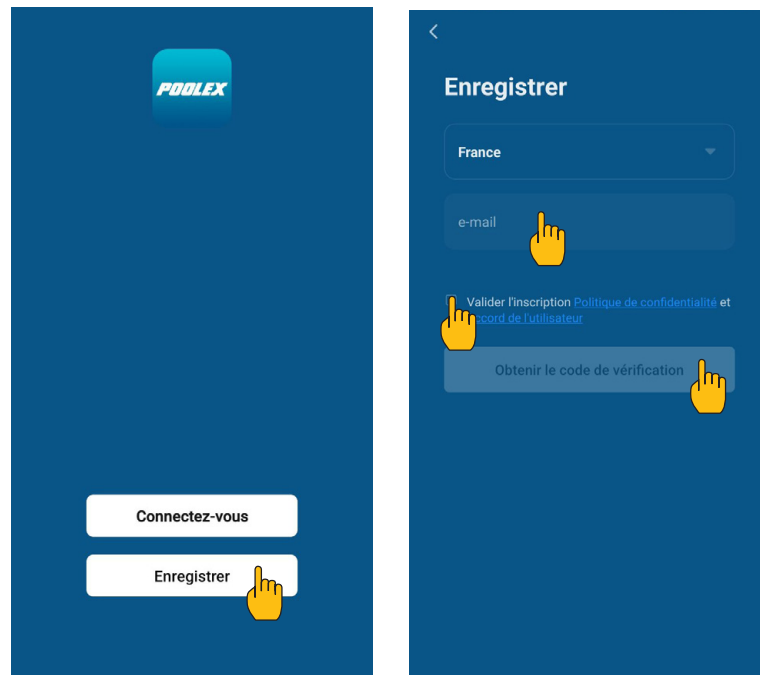 POOLEX
Connectez-vous
Enregistrer
Enregistrer
France
e-mail
Valider l'inscription Politique de confidentialité et
de l'utilisateur
Obtenir le code de vérification